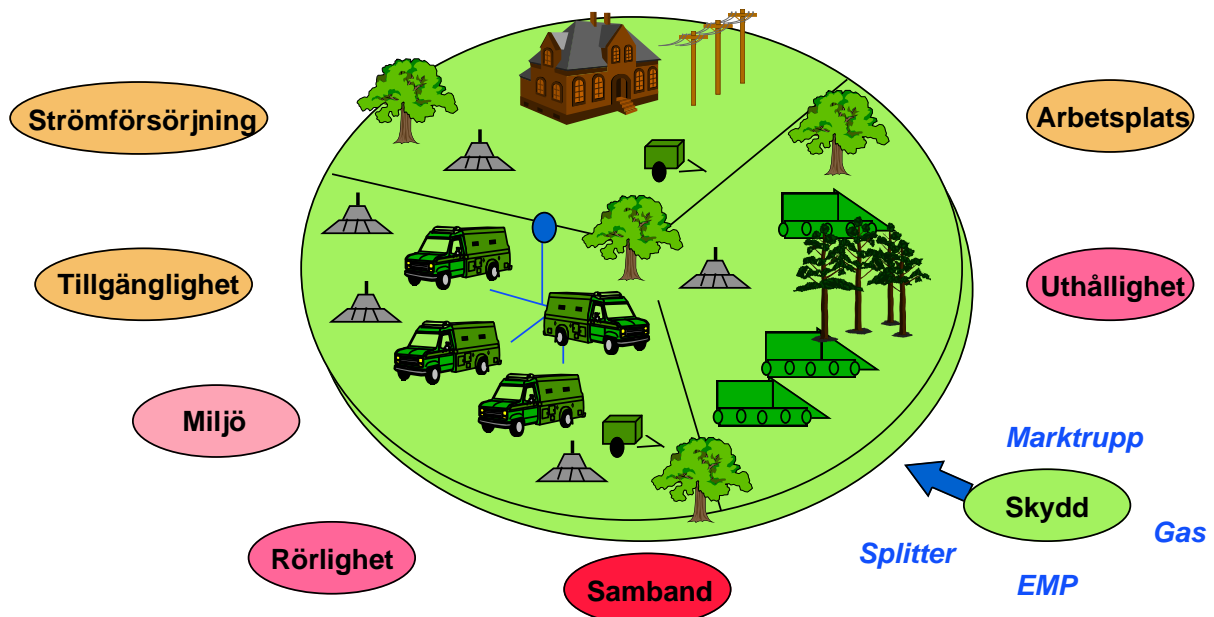 Strömförsörjning
Arbetsplats
Tillgänglighet
Uthållighet
Miljö
Marktrupp
Skydd
Gas
Splitter
Rörlighet
EMP
Samband